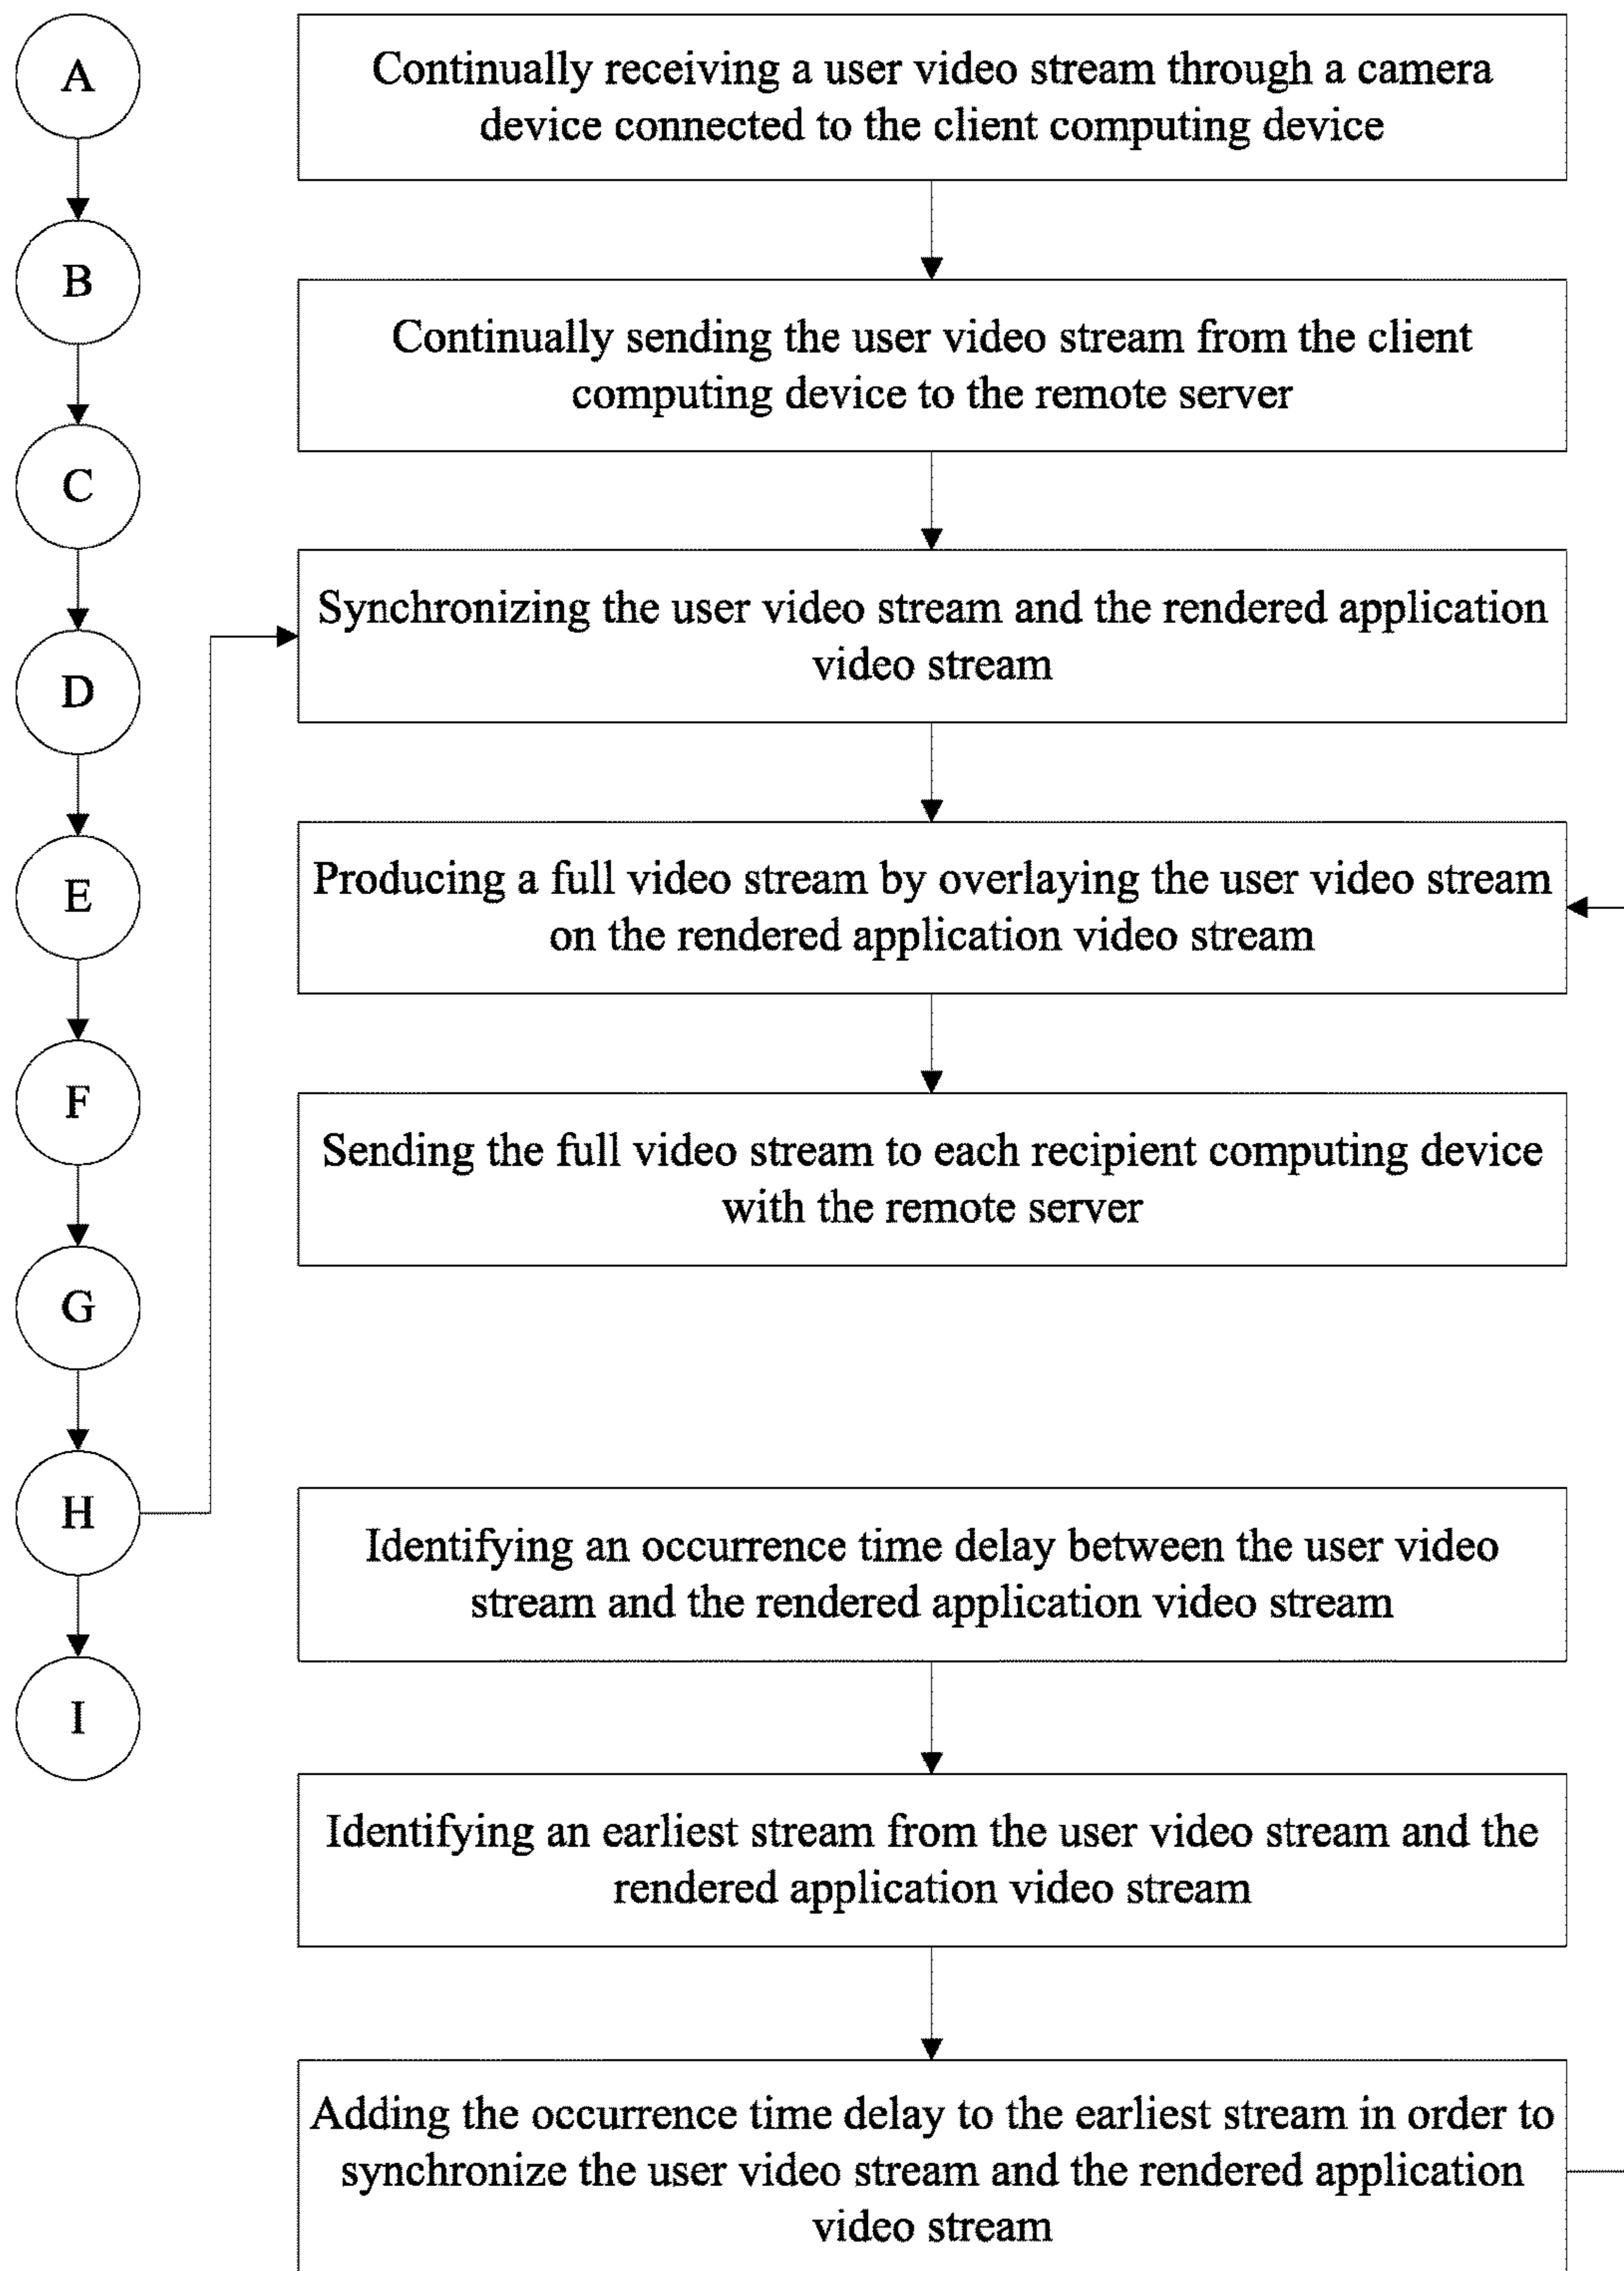 A
B
C
D
E
F
G
H
I
Continually receiving a user video stream through a camera
device connected to the client computing device
Continually sending the user video stream from the client
computing device to the remote server
Synchronizing the user video stream and the rendered application
video stream
Producing a full video stream by overlaying the user video stream
on the rendered application video stream
Sending the full video stream to each recipient computing device
with the remote server
Identifying an occurrence time delay between the user video
stream and the rendered application video stream
Identifying an earliest stream from the user video stream and the
rendered application video stream
Adding the occurrence time delay to the earliest stream in order to
synchronize the user video stream and the rendered application
video stream